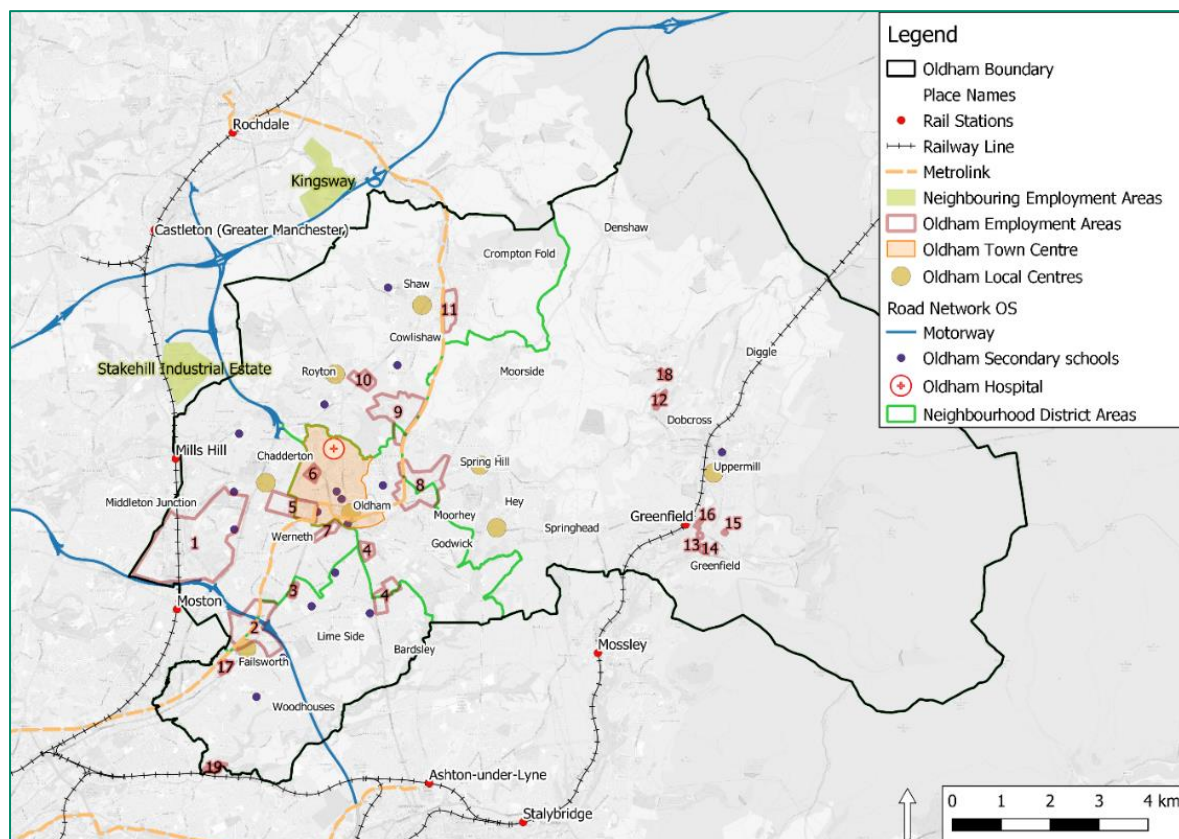 Legend
Oldham Boundary
Place Names
Rail Stations
Railway Line
Metrolink
Neighbouring Employment Areas
Oldham Employment Areas
Oldham Town Centre
Oldham Local Centres
Road Network OS
Motorway
Oldham Secondary schools
Oldham Hospital
Neighbourhood District Areas
Rochdale
Kingsway
Castleton (Greater Manchester)
Denshaw
Crompton Fold
Shaw
11
Cowlishaw
Stakehill Industrial Estate
Royton
10
Moorside
Diggle
18
12
9
Dobcross
Mills Hill
Chadderton
6
Spring Hill
Uppermill
8
Middleton Junction
5
Oldham
Hey
Moorhey
Springhead
Greenfield
16
15
Werneth
7
Godwick
1
4
13
14
Greenfield
3
4
Moston
2
Lime Side
Bardsley
Mossley
Failsworth
17
Woodhouses
19
Ashton-under-Lyne
Stalybridge
0 1 2 3 4 km